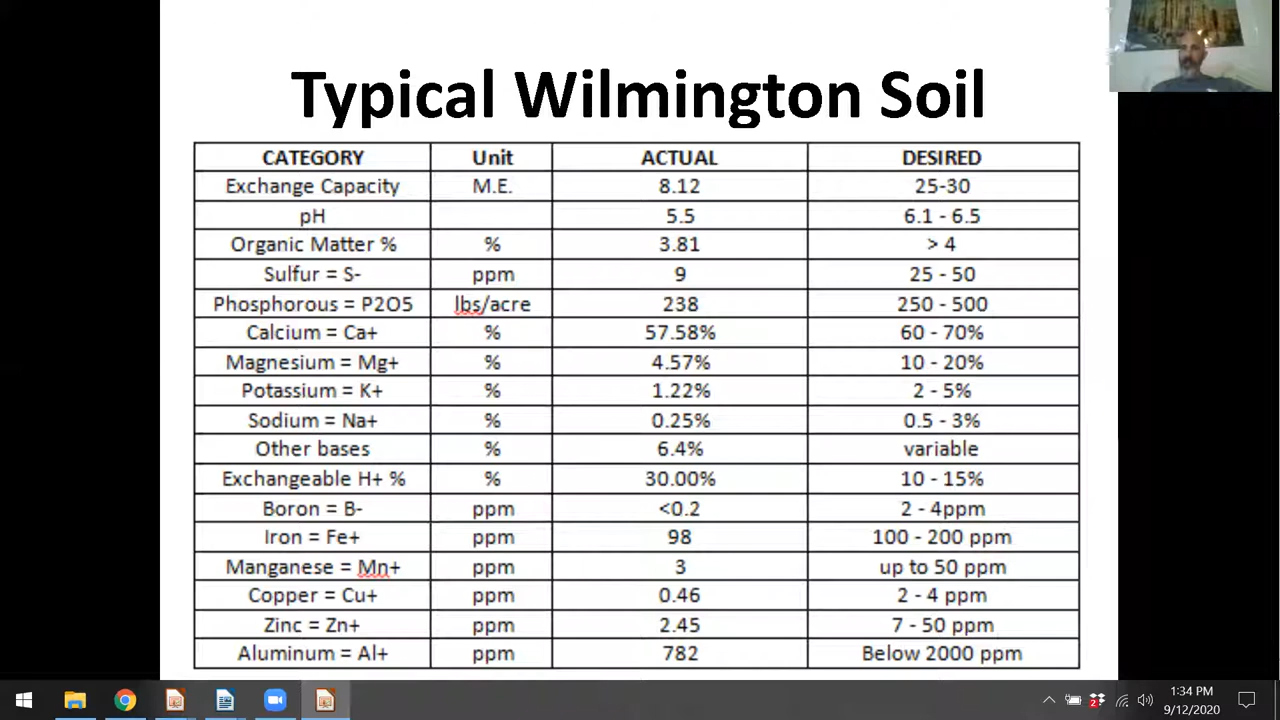 Typical Wilmington Soil
CATEGORY Unit ACTUAL DESIRED
Exchange Capacity M.E. 8.12 25-30
pH 5.5 6.1 - 6.5
Organic Matter % % 3.81 > 4
Sulfur = S- ppm 9 25 - 50
Phosphorous = P2O5 lbs/acre 238 250 - 500
Calcium = Ca+ % 57.58% 60 - 70%
Magnesium = Mg+ % 4.57% 10 - 20%
Potassium = K+ % 1.22% 2 - 5%
Sodium = Na+ % 0.25% 0.5 - 3%
Other bases % 6.4% variable
Exchangeable H+ % % 30.00% 10 - 15%
Boron = B- ppm <0.2 2 - 4ppm
Iron = Fe+ ppm 98 100 - 200 ppm
Manganese = Mn+ ppm 3 up to 50 ppm
Copper = Cu+ ppm 0.46 2 - 4 ppm
Zinc = Zn+ ppm 2.45 7 - 50 ppm
Aluminum = Al+ ppm 782 Below 2000 ppm
1:34 PM
2
9/12/2020